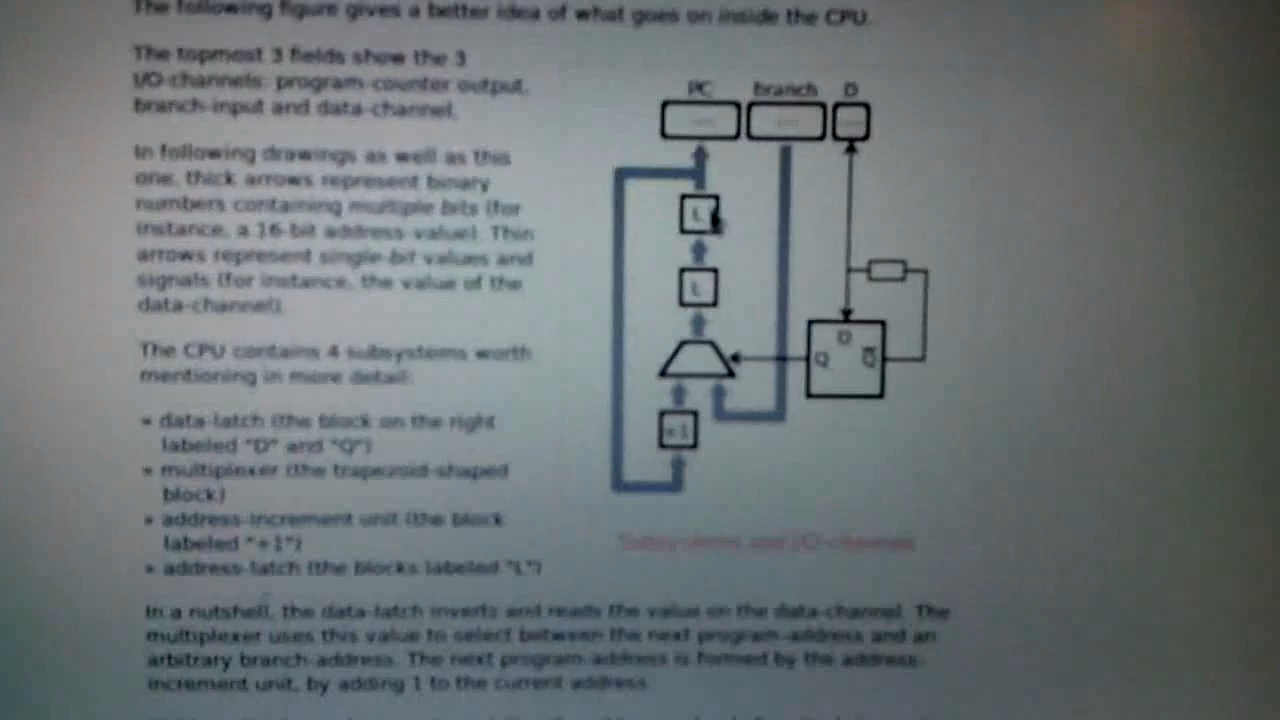 The following figure gives a better idea of what goes on inside the CPU.
The topmost 3 fields show the 3
I/O-channels: program-counter output,
branch-input and data-channel.
In following drawings as well as this
one, thick arrows represent binary
numbers containing multiple bits (for
instance, a 16-bit address-value). Thin
arrows represent single-bit values and
signals (for instance, the value of the
data-channel).
The CPU contains 4 subsystems worth
mentioning in more detail:
» data-latch (the block on the right
labeled "D" and "Q")
» multiplexer (the trapezoid-shaped
block)
» address-increment unit (the block
labeled "+1")
» address-latch (the blocks labeled "L")
PC branch D
L
L
D
Q Q̅
+1
Subsystems and I/O-channels
In a nutshell, the data-latch inverts and reads the value on the data-channel. The
multiplexer uses this value to select between the next program-address and an
arbitrary branch-address. The next program-address is formed by the address-
increment unit, by adding 1 to the current address.